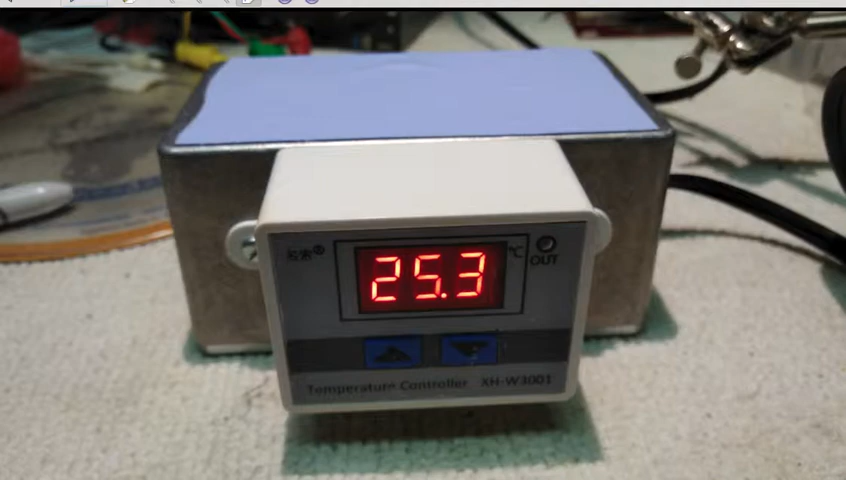 25.3
℃
OUT
Temperature Controller XH-W3001